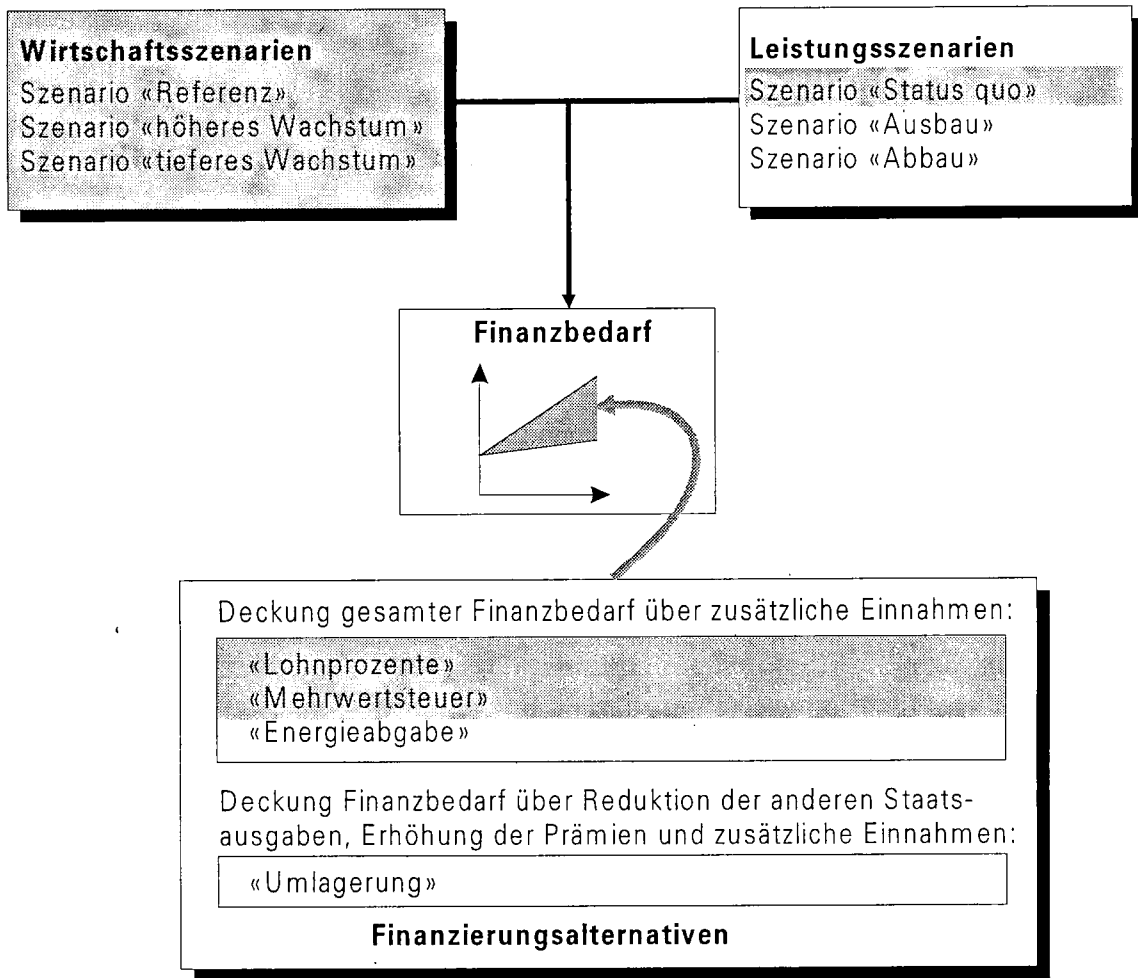 Wirtschaftsszenarien
Szenario «Referenz»
Szenario «höheres Wachstum»
Szenario «tieferes Wachstum»
Leistungsszenarien
Szenario «Status quo»
Szenario «Ausbau»
Szenario «Abbau»
Finanzbedarf
Deckung gesamter Finanzbedarf über zusätzliche Einnahmen:
«Lohnprozente»
«Mehrwertsteuer»
«Energieabgabe»
Deckung Finanzbedarf über Reduktion der anderen Staats-
ausgaben, Erhöhung der Prämien und zusätzliche Einnahmen:
«Umlagerung»
Finanzierungsalternativen